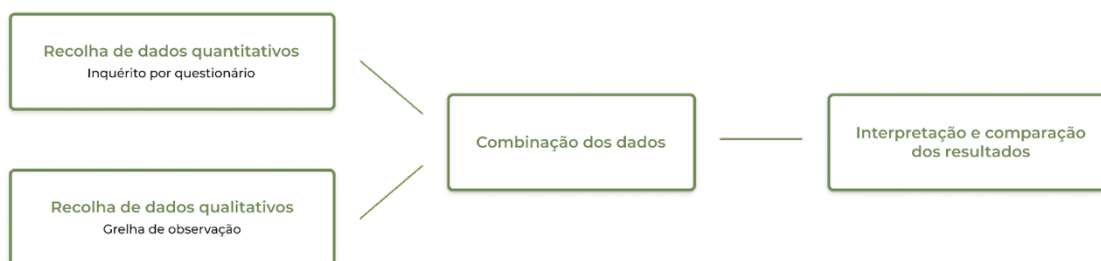 Recolha de dados quantitativos
Inquérito por questionário
Recolha de dados qualitativos
Grelha de observação
Combinação dos dados
Interpretação e comparação
dos resultados